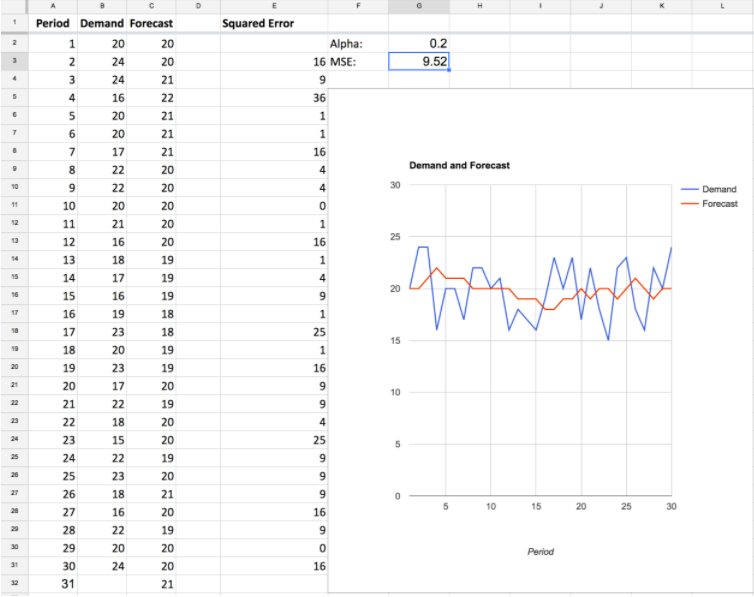 A B C D E F G H I J K L
1 Period Demand Forecast Squared Error
2 1 20 20 Alpha: 0.2
3 2 24 20 16 MSE: 9.52
4 3 24 21 9
5 4 16 22 36
6 5 20 21 1
7 6 20 21 1
8 7 17 21 16
9 8 22 20 4
10 9 22 20 4
11 10 20 20 0
12 11 21 20 1
13 12 16 20 16
14 13 18 19 1
15 14 17 19 4
16 15 16 19 9
17 16 19 18 1
18 17 23 18 25
19 18 20 19 1
20 19 23 19 16
21 20 17 20 9
22 21 22 19 9
23 22 18 20 4
24 23 15 20 25
25 24 22 19 9
26 25 23 20 9
27 26 18 21 9
28 27 16 20 16
29 28 22 19 9
30 29 20 20 0
31 30 24 20 16
32 31 21
Demand and Forecast
30
25
20
15
10
5
0
5 10 15 20 25 30
Period
Demand
Forecast